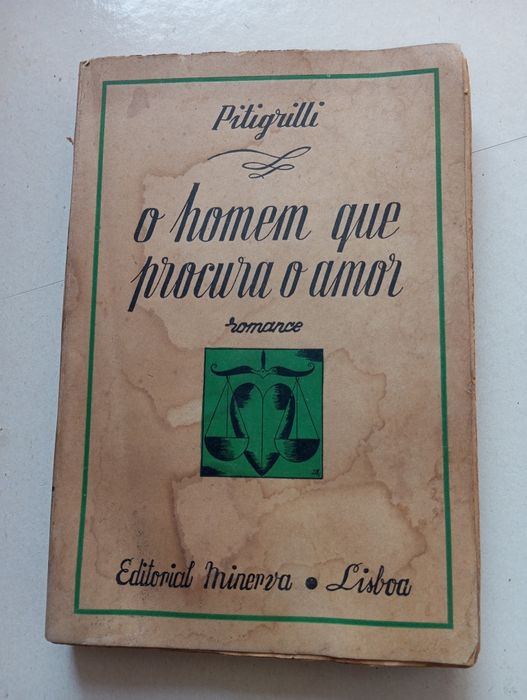 Pitigrilli
o homem que
procura o amor
romance
Editorial Minerva • Lisboa